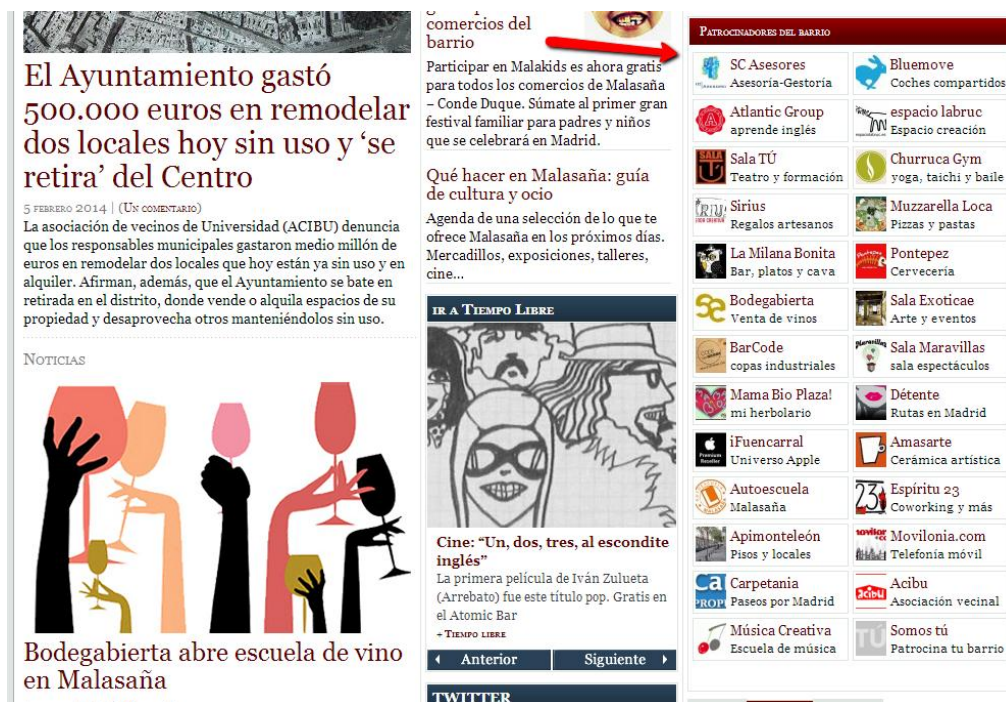 El Ayuntamiento gastó
500.000 euros en remodelar
dos locales hoy sin uso y ‘se
retira’ del Centro
5 febrero 2014 | (Un comentario)
La asociación de vecinos de Universidad (ACIBU) denuncia
que los responsables municipales gastaron medio millón de
euros en remodelar dos locales que hoy están ya sin uso y en
alquiler. Afirman, además, que el Ayuntamiento se bate en
retirada en el distrito, donde vende o alquila espacios de su
propiedad y desaprovecha otros manteniéndolos sin uso.
Noticias
Bodegabierta abre escuela de vino
en Malasaña
comercios del
barrio
Participar en Malakids es ahora gratis
para todos los comercios de Malasaña
– Conde Duque. Súmate al primer gran
festival familiar para padres y niños
que se celebrará en Madrid.
Qué hacer en Malasaña: guía
de cultura y ocio
Agenda de una selección de lo que te
ofrece Malasaña en los próximos días.
Mercadillos, exposiciones, talleres,
cine...
ir a Tiempo Libre
Cine: “Un, dos, tres, al escondite
inglés”
La primera película de Iván Zulueta
(Arrebato) fue este título pop. Gratis en
el Atomic Bar
+ Tiempo libre
Anterior Siguiente
TWITTER
Patrocinadores del barrio
SC Asesores
Asesoría-Gestoría
Bluemove
Coches compartidos
Atlantic Group
aprende inglés
espacio labruc
Espacio creación
SALA
TÚ
Sala TÚ
Teatro y formación
Churruca Gym
yoga, taichi y baile
Sirius
Regalos artesanos
Muzzarella Loca
Pizzas y pastas
La Milana Bonita
Bar, platos y cava
Pontepez
Cervecería
Bodegabierta
Venta de vinos
Sala Exoticae
Arte y eventos
BarCode
copas industriales
Sala Maravillas
sala espectáculos
Mama Bio Plaza!
mi herbolario
Détente
Rutas en Madrid
Premium
Reseller
iFuencarral
Universo Apple
Amasarte
Cerámica artística
Autoescuela
Malasaña
23
Espíritu 23
Coworking y más
Apimonteleón
Pisos y locales
Movilonia.com
Telefonía móvil
Ca
PROP
Carpetania
Paseos por Madrid
acibu
Acibu
Asociación vecinal
Música Creativa
Escuela de música
TÚ
Somos tú
Patrocina tu barrio